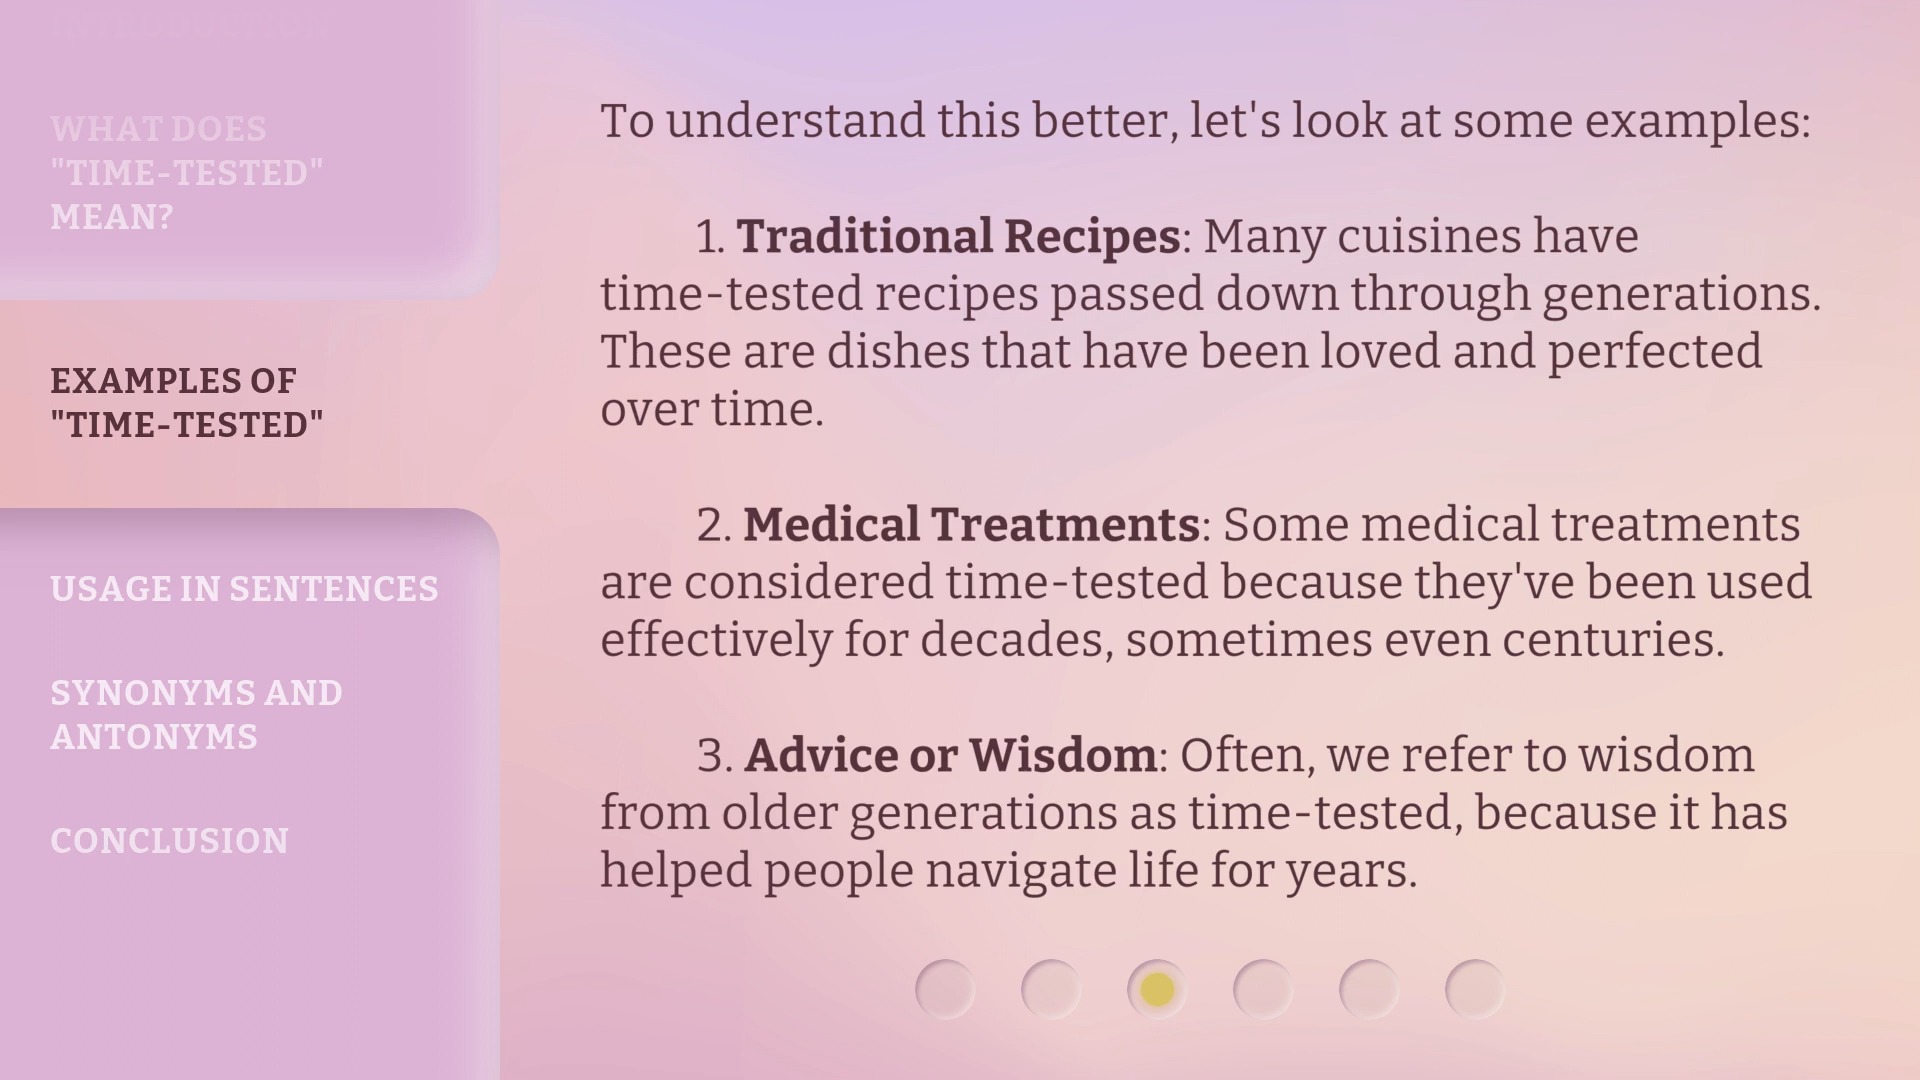 INTRODUCTION
WHAT DOES
"TIME-TESTED"
MEAN?
EXAMPLES OF
"TIME-TESTED"
USAGE IN SENTENCES
SYNONYMS AND
ANTONYMS
CONCLUSION
To understand this better, let's look at some examples:
1. Traditional Recipes: Many cuisines have
time-tested recipes passed down through generations.
These are dishes that have been loved and perfected
over time.
2. Medical Treatments: Some medical treatments
are considered time-tested because they've been used
effectively for decades, sometimes even centuries.
3. Advice or Wisdom: Often, we refer to wisdom
from older generations as time-tested, because it has
helped people navigate life for years.